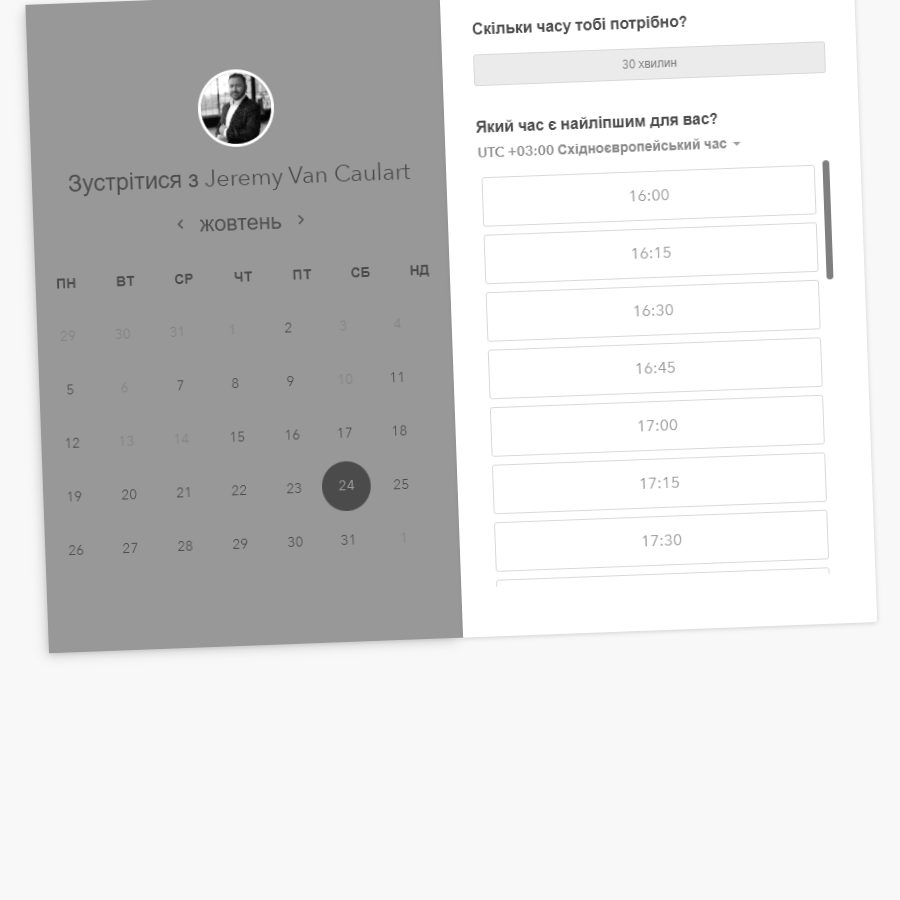 Зустрітися з Jeremy Van Caulart
жовтень
ПН ВТ СР ЧТ ПТ СБ НД
29 30 31 1 2 3 4
5 6 7 8 9 10 11
12 13 14 15 16 17 18
19 20 21 22 23 24 25
26 27 28 29 30 31 1
Скільки часу тобі потрібно?
30 хвилин
Який час є найліпшим для вас?
UTC +03:00 Східноєвропейський час
16:00
16:15
16:30
16:45
17:00
17:15
17:30